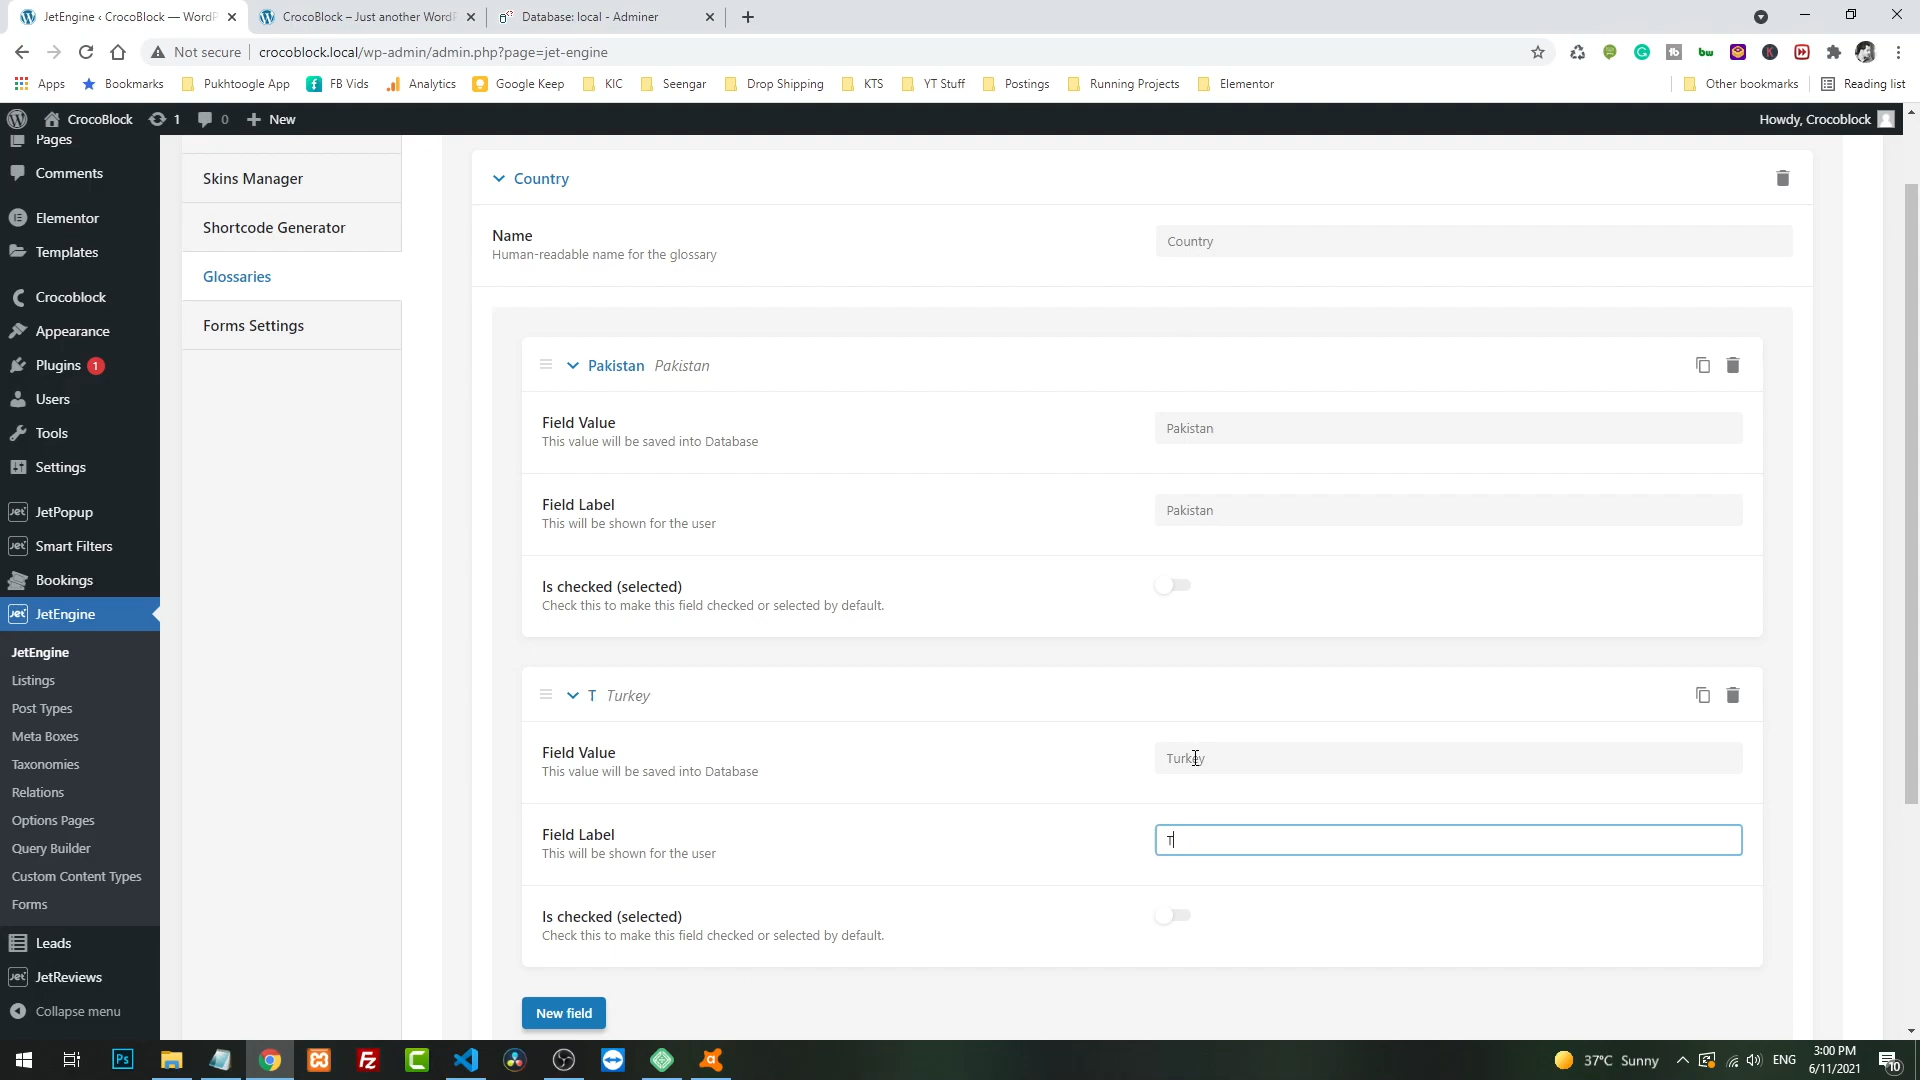 JetEngine ‹ CrocoBlock — WordP
CrocoBlock – Just another WordP
Database: local - Adminer
Not secure
crocoblock.local/wp-admin/admin.php?page=jet-engine
Apps
Bookmarks
Pukhtoogle App
FB Vids
Analytics
Google Keep
KIC
Seengar
Drop Shipping
KTS
YT Stuff
Postings
Running Projects
Elementor
Other bookmarks
Reading list
CrocoBlock
1
0
New
Howdy, Crocoblock
Pages
Comments
Elementor
Templates
Crocoblock
Appearance
Plugins 1
Users
Tools
Settings
JetPopup
Smart Filters
Bookings
JetEngine
JetEngine
Listings
Post Types
Meta Boxes
Taxonomies
Relations
Options Pages
Query Builder
Custom Content Types
Forms
Leads
JetReviews
Collapse menu
Skins Manager
Shortcode Generator
Glossaries
Forms Settings
Country
Name
Human-readable name for the glossary
Country
Pakistan Pakistan
Field Value
This value will be saved into Database
Pakistan
Field Label
This will be shown for the user
Pakistan
Is checked (selected)
Check this to make this field checked or selected by default.
T Turkey
Field Value
This value will be saved into Database
Turkey
Field Label
This will be shown for the user
T
Is checked (selected)
Check this to make this field checked or selected by default.
New field
Ps
37°C Sunny
ENG
3:00 PM
6/11/2021
10